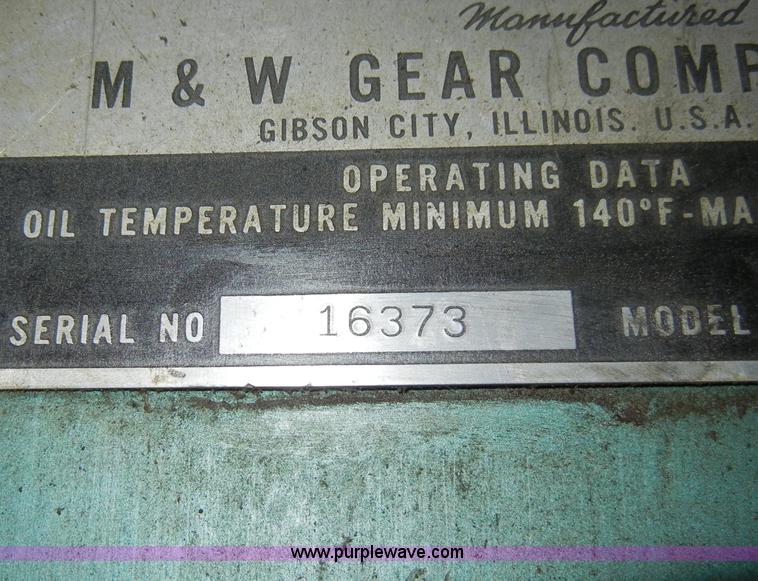 Manufactured
M & W GEAR COMP
GIBSON CITY, ILLINOIS. U.S.A.
OPERATING DATA
OIL TEMPERATURE MINIMUM 140°F-MA
SERIAL NO 16373 MODEL
www.purplewave.com